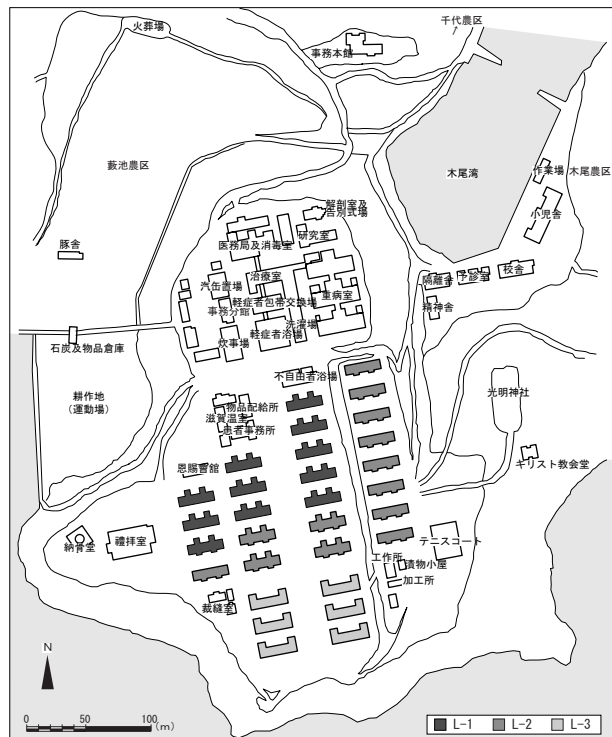 火葬場
千代農区
事務本館
薮池農区
木尾湾
作業場
木尾農区
小児舎
解剖室及
告別式場
医務局及消毒室
研究室
豚舎
治療室
汽缶置場
重病室
隔離舎
予診室
校舎
軽症者包帯交換場
事務分館
精神舎
洗濯場
軽症者浴場
炊事場
石炭及物品倉庫
不自由者浴場
耕作地
(運動場)
物品配給所
滋賀温室
患者事務所
光明神社
恩賜会館
キリスト教会堂
納骨堂
禮拝室
テニスコート
工作所
漬物小屋
加工所
裁縫室
N
0 50 100
(m)
L-1 L-2 L-3